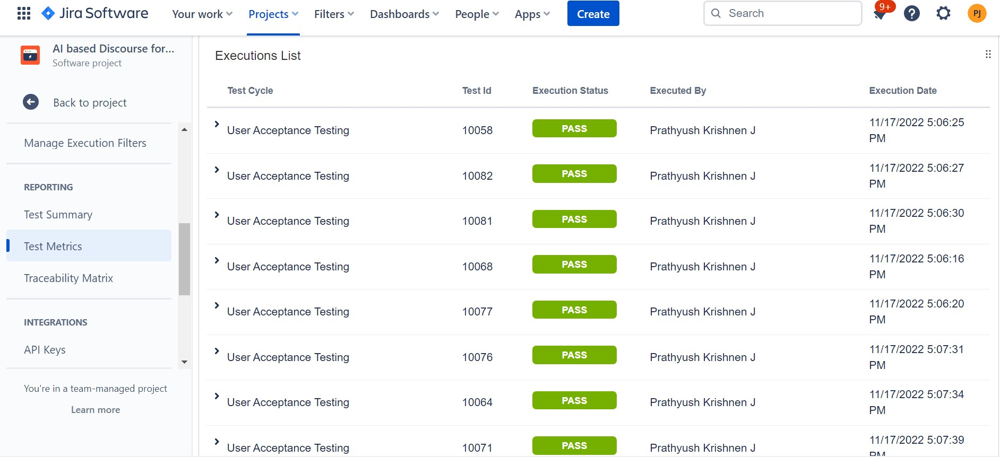 Jira Software Your work Projects Filters Dashboards People Apps Create Search 9+ ? PJ
AI based Discourse for...
Software project
Back to project
Manage Execution Filters
REPORTING
Test Summary
Test Metrics
Traceability Matrix
INTEGRATIONS
API Keys
You're in a team-managed project
Learn more
Executions List
Test Cycle Test Id Execution Status Executed By Execution Date
User Acceptance Testing 10058 PASS Prathyush Krishnen J 11/17/2022 5:06:25
PM
User Acceptance Testing 10082 PASS Prathyush Krishnen J 11/17/2022 5:06:27
PM
User Acceptance Testing 10081 PASS Prathyush Krishnen J 11/17/2022 5:06:30
PM
User Acceptance Testing 10068 PASS Prathyush Krishnen J 11/17/2022 5:06:16
PM
User Acceptance Testing 10077 PASS Prathyush Krishnen J 11/17/2022 5:06:20
PM
User Acceptance Testing 10076 PASS Prathyush Krishnen J 11/17/2022 5:07:31
PM
User Acceptance Testing 10064 PASS Prathyush Krishnen J 11/17/2022 5:07:34
PM
User Acceptance Testing 10071 PASS Prathyush Krishnen J 11/17/2022 5:07:39
PM